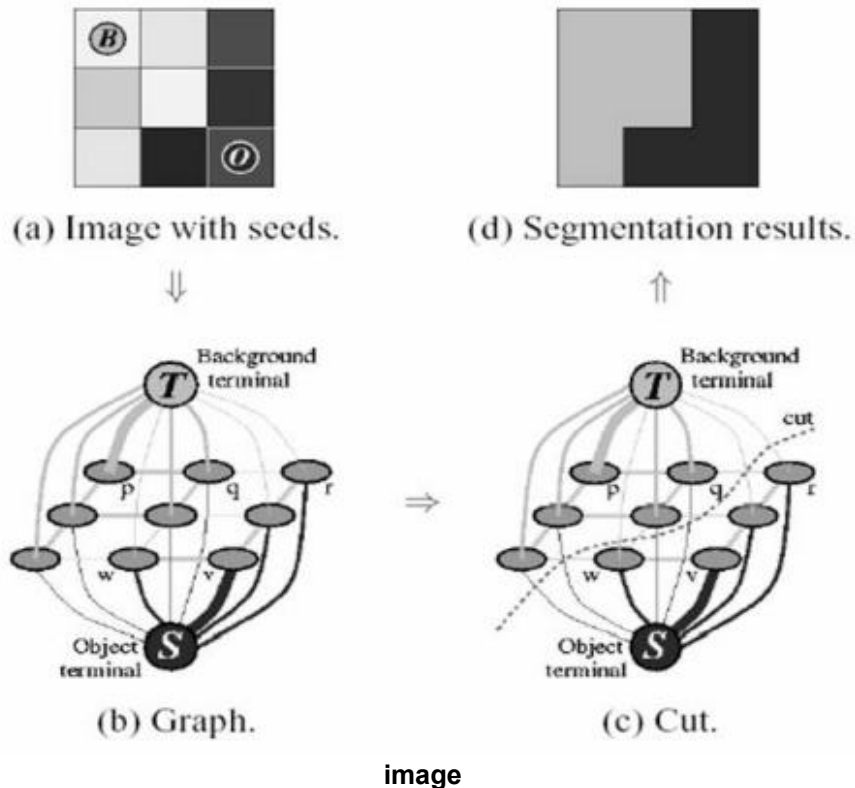 B
O
(a) Image with seeds.
(d) Segmentation results.
Background
terminal
T
p
q
r
w
v
Object
terminal
S
(b) Graph.
Background
terminal
T
cut
p
q
r
w
v
Object
terminal
S
(c) Cut.
image